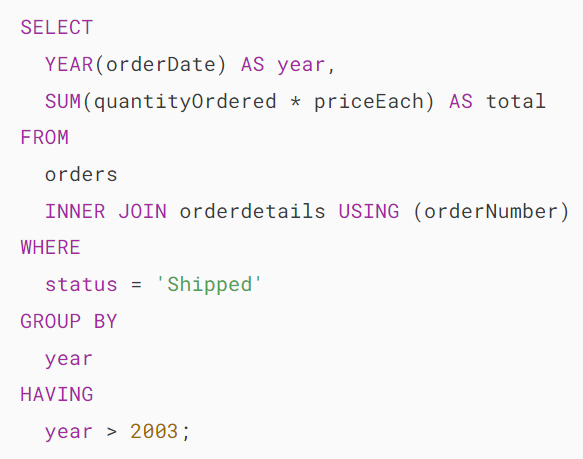 SELECT
YEAR(orderDate) AS year,
SUM(quantityOrdered * priceEach) AS total
FROM
orders
INNER JOIN orderdetails USING (orderNumber)
WHERE
status = 'Shipped'
GROUP BY
year
HAVING
year > 2003;